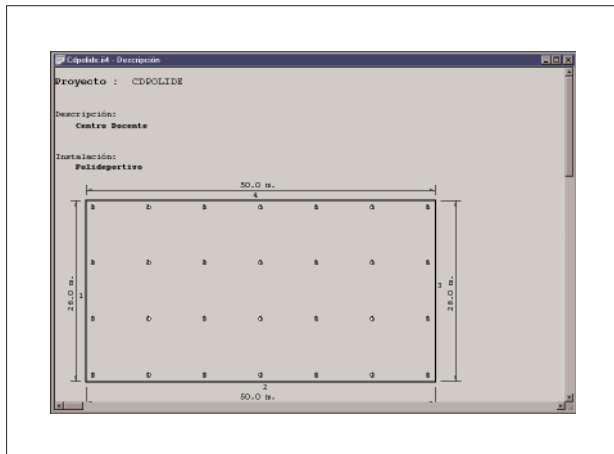 Cdpolide.in4 - Descripción
Proyecto : CDPOLIDE
Descripción:
Centro Docente
Instalación:
Polideportivo
50.0 m.
4
26.0 m.
1
3
26.0 m.
2
50.0 m.